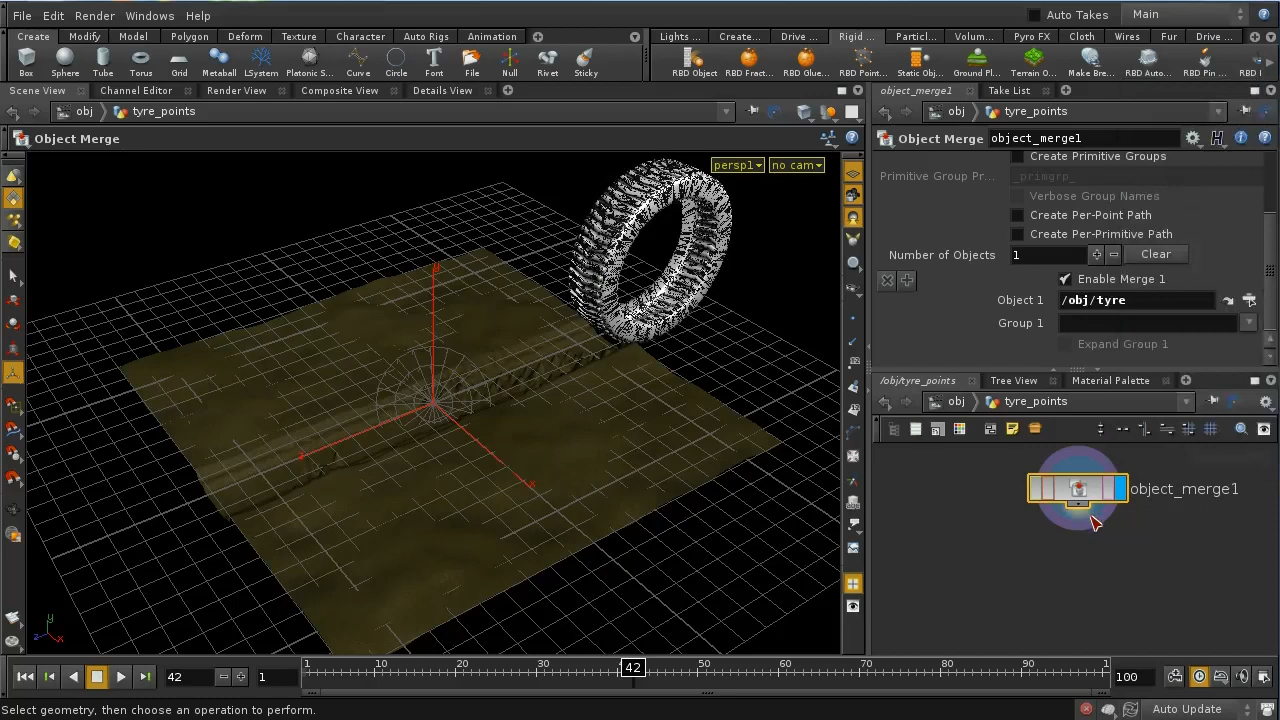 File Edit Render Windows Help Auto Takes Main
Create Modify Model Polygon Deform Texture Character Auto Rigs Animation Lights ... Create... Drive ... Rigid ... Particl... Volum... Pyro FX Cloth Wires Fur Drive ...
Box Sphere Tube Torus Grid Metaball LSystem Platonic S... Curve Circle Font File Null Rivet Sticky RBD Object RBD Fract... RBD Glue... RBD Point... Static Obj... Ground Pl... Terrain O... Make Bre... RBD Auto... RBD Pin ... RBD I
Scene View Channel Editor Render View Composite View Details View object_merge1 Take List
obj tyre_points obj tyre_points
Object Merge Object Merge object_merge1
persp1 no cam
Create Primitive Groups
Primitive Group Pr... _primgrp_
Verbose Group Names
Create Per-Point Path
Create Per-Primitive Path
Number of Objects 1 Clear
Enable Merge 1
Object 1 /obj/tyre
Group 1
Expand Group 1
/obj/tyre_points Tree View Material Palette
obj tyre_points
object_merge1
y
z
x
y
z x
1 10 20 30 42 50 60 70 80 90 1
42 1 100
Select geometry, then choose an operation to perform. Auto Update